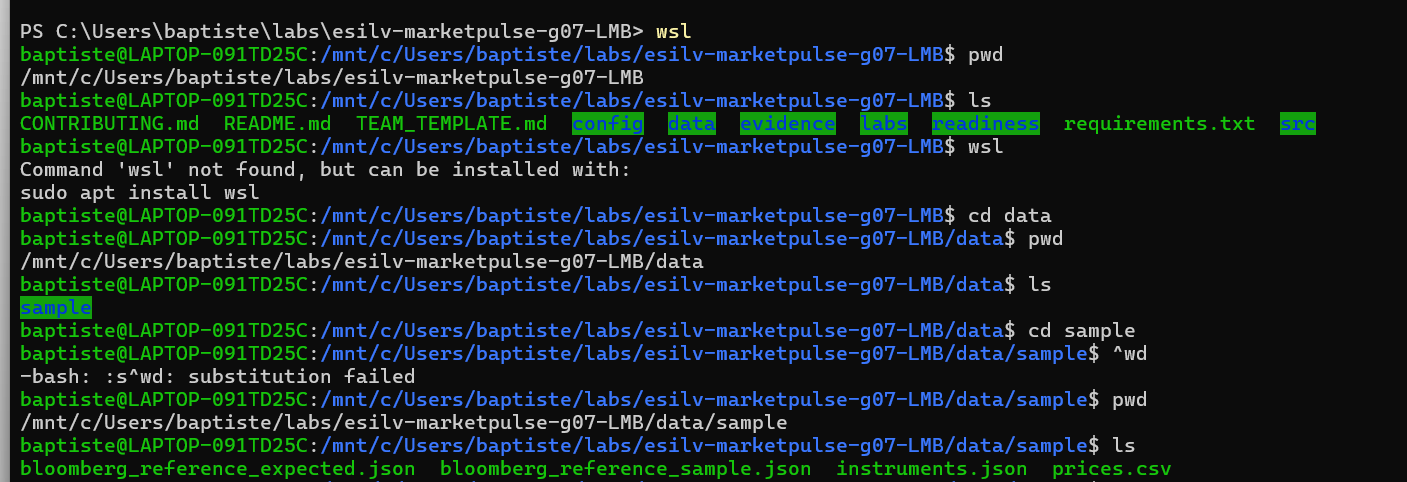 PS C:\Users\baptiste\labs\esilv-marketpulse-g07-LMB> wsl
baptiste@LAPTOP-091TD25C:/mnt/c/Users/baptiste/labs/esilv-marketpulse-g07-LMB$ pwd
/mnt/c/Users/baptiste/labs/esilv-marketpulse-g07-LMB
baptiste@LAPTOP-091TD25C:/mnt/c/Users/baptiste/labs/esilv-marketpulse-g07-LMB$ ls
CONTRIBUTING.md  README.md  TEAM_TEMPLATE.md  config  data  evidence  labs  readiness  requirements.txt  src
baptiste@LAPTOP-091TD25C:/mnt/c/Users/baptiste/labs/esilv-marketpulse-g07-LMB$ wsl
Command 'wsl' not found, but can be installed with:
sudo apt install wsl
baptiste@LAPTOP-091TD25C:/mnt/c/Users/baptiste/labs/esilv-marketpulse-g07-LMB$ cd data
baptiste@LAPTOP-091TD25C:/mnt/c/Users/baptiste/labs/esilv-marketpulse-g07-LMB/data$ pwd
/mnt/c/Users/baptiste/labs/esilv-marketpulse-g07-LMB/data
baptiste@LAPTOP-091TD25C:/mnt/c/Users/baptiste/labs/esilv-marketpulse-g07-LMB/data$ ls
sample
baptiste@LAPTOP-091TD25C:/mnt/c/Users/baptiste/labs/esilv-marketpulse-g07-LMB/data$ cd sample
baptiste@LAPTOP-091TD25C:/mnt/c/Users/baptiste/labs/esilv-marketpulse-g07-LMB/data/sample$ ^wd
-bash: :s^wd: substitution failed
baptiste@LAPTOP-091TD25C:/mnt/c/Users/baptiste/labs/esilv-marketpulse-g07-LMB/data/sample$ pwd
/mnt/c/Users/baptiste/labs/esilv-marketpulse-g07-LMB/data/sample
baptiste@LAPTOP-091TD25C:/mnt/c/Users/baptiste/labs/esilv-marketpulse-g07-LMB/data/sample$ ls
bloomberg_reference_expected.json  bloomberg_reference_sample.json  instruments.json  prices.csv